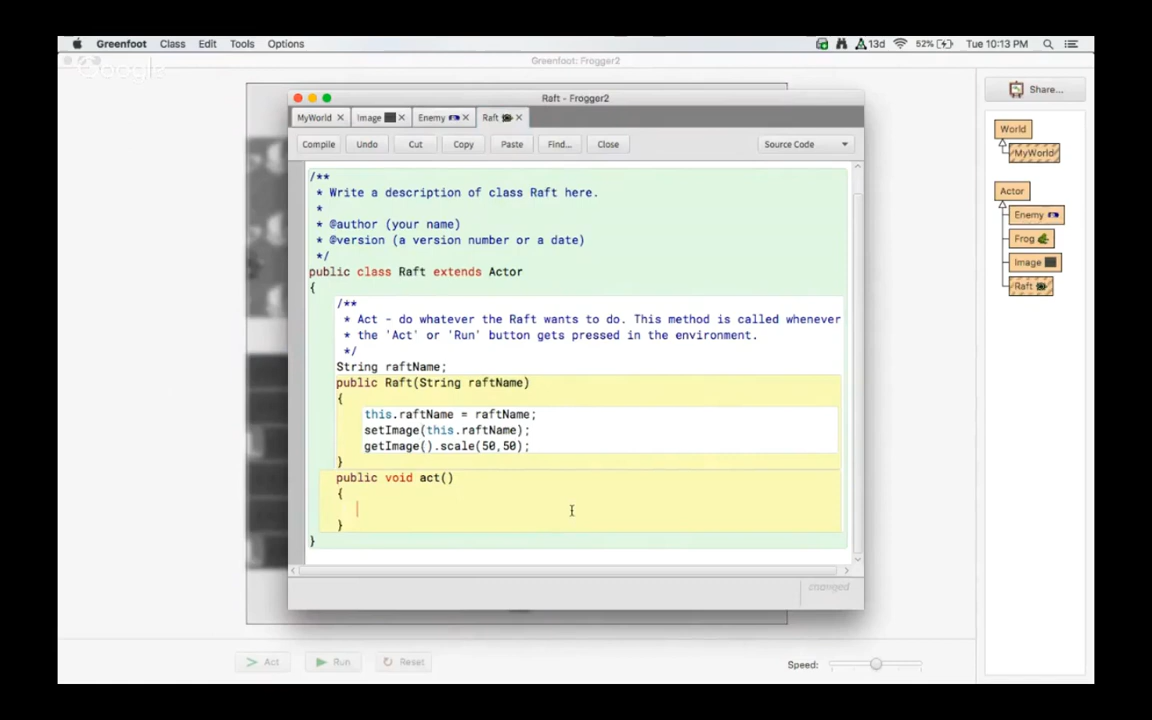 Greenfoot Class Edit Tools Options 13d 52% Tue 10:13 PM
Greenfoot: Frogger2
Google
Raft - Frogger2
Share...
MyWorld Image Enemy Raft
Compile Undo Cut Copy Paste Find... Close Source Code
World
MyWorld
Actor
Enemy
Frog
Image
Raft
/**
* Write a description of class Raft here.
*
* @author (your name)
* @version (a version number or a date)
*/
public class Raft extends Actor
{
/**
* Act - do whatever the Raft wants to do. This method is called whenever
* the 'Act' or 'Run' button gets pressed in the environment.
*/
String raftName;
public Raft(String raftName)
{
this.raftName = raftName;
setImage(this.raftName);
getImage().scale(50,50);
}
public void act()
{
}
}
changed
Act Run Reset Speed: